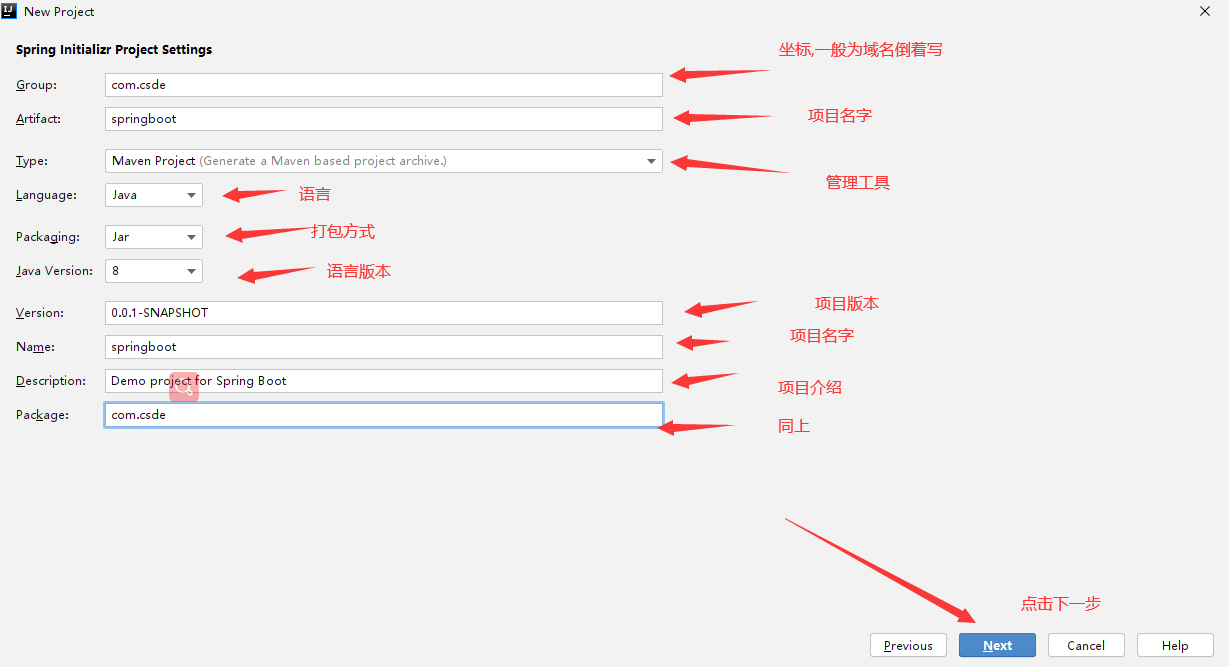 New Project
Spring Initializr Project Settings
坐标,一般为域名倒着写
Group: com.csde
Artifact: springboot 项目名字
Type: Maven Project (Generate a Maven based project archive.)
管理工具
Language: Java 语言
Packaging: Jar 打包方式
Java Version: 8 语言版本
Version: 0.0.1-SNAPSHOT 项目版本
Name: springboot 项目名字
Description: Demo project for Spring Boot 项目介绍
Package: com.csde 同上
点击下一步
Previous Next Cancel Help